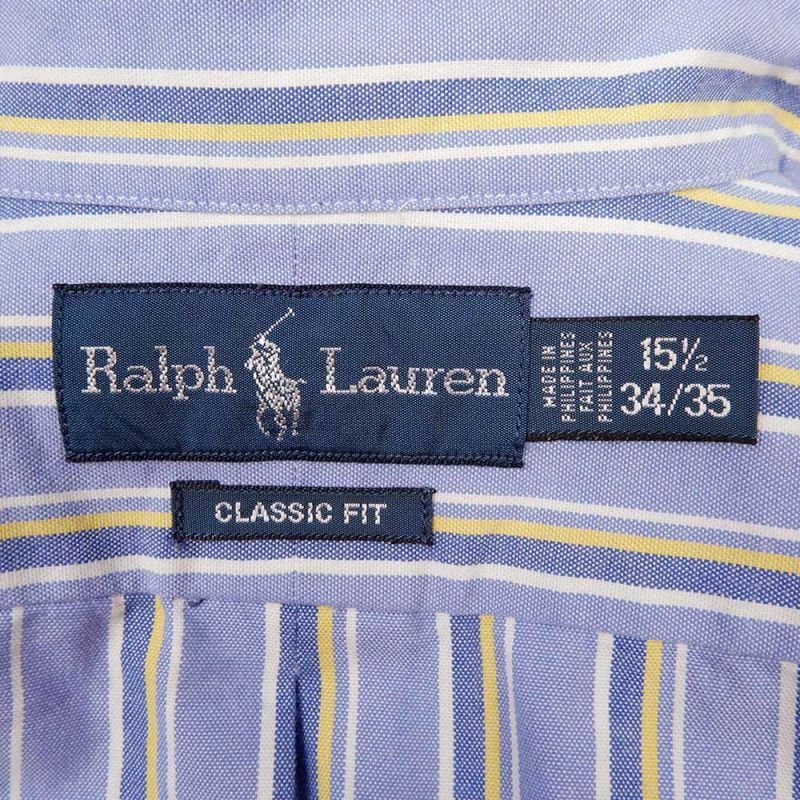 Ralph Lauren
MADE IN
PHILIPPINES
FAIT AUX
PHILIPPINES
15½
34/35
CLASSIC FIT